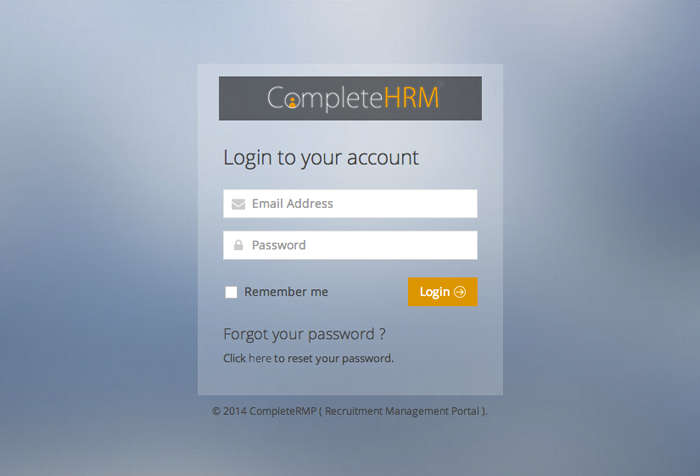 CompleteHRM
Login to your account
Email Address
Password
Remember me
Login
Forgot your password ?
Click here to reset your password.
© 2014 CompleteRMP ( Recruitment Management Portal ).